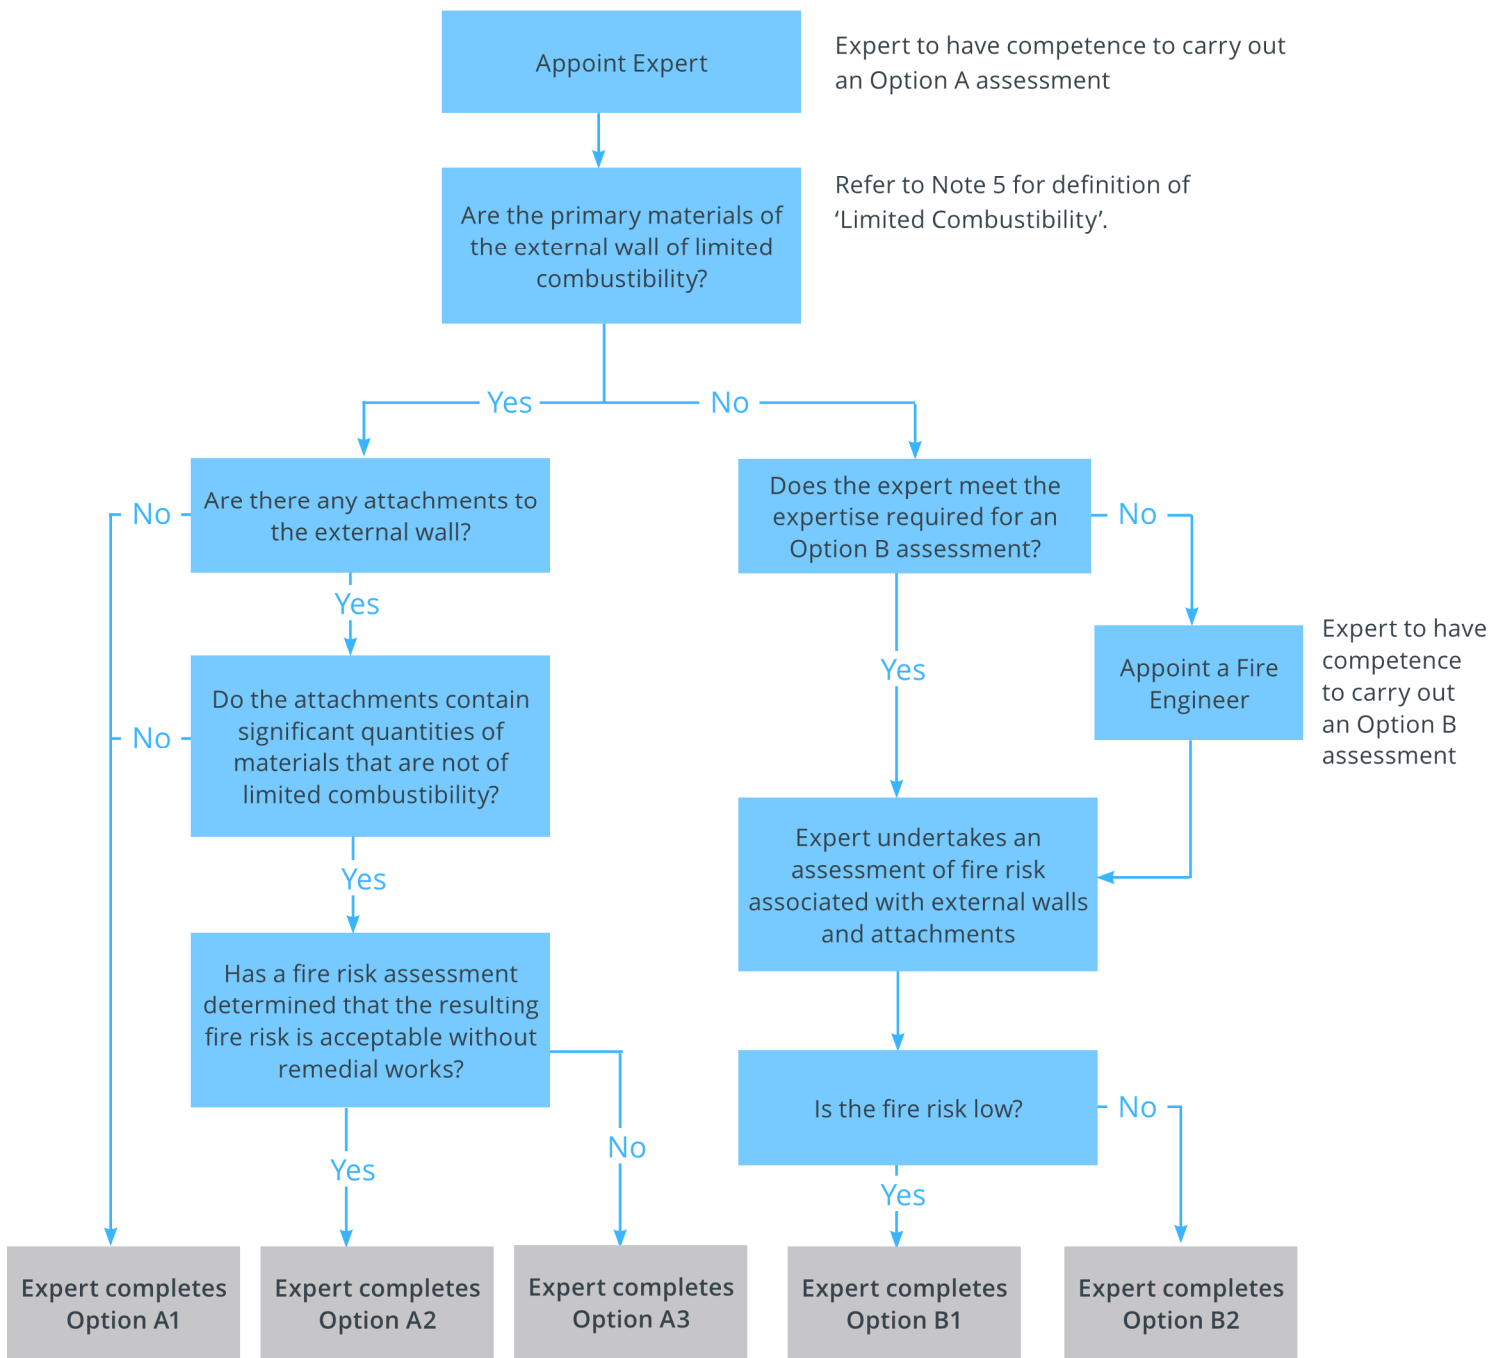 Appoint Expert
Expert to have competence to carry out
an Option A assessment
Are the primary materials of
the external wall of limited
combustibility?
Refer to Note 5 for definition of
‘Limited Combustibility’.
Yes
No
Are there any attachments to
the external wall?
No
Yes
Do the attachments contain
significant quantities of
materials that are not of
limited combustibility?
No
Yes
Has a fire risk assessment
determined that the resulting
fire risk is acceptable without
remedial works?
Yes
No
Does the expert meet the
expertise required for an
Option B assessment?
No
Yes
Appoint a Fire
Engineer
Expert to have
competence
to carry out
an Option B
assessment
Expert undertakes an
assessment of fire risk
associated with external walls
and attachments
Is the fire risk low?
No
Yes
Expert completes
Option A1
Expert completes
Option A2
Expert completes
Option A3
Expert completes
Option B1
Expert completes
Option B2